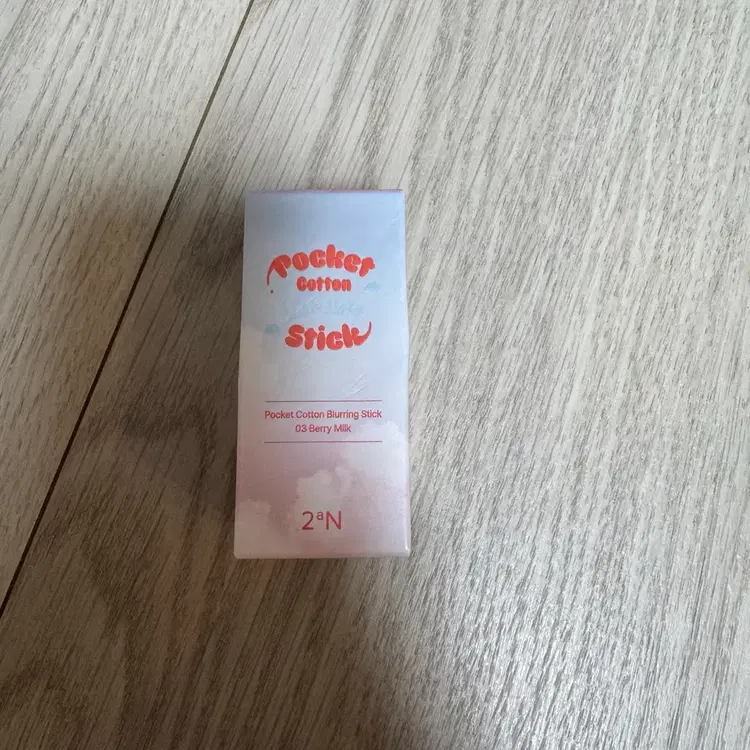 Pocket
Cotton
Stick
Pocket Cotton Blurring Stick
03 Berry Milk
2aN